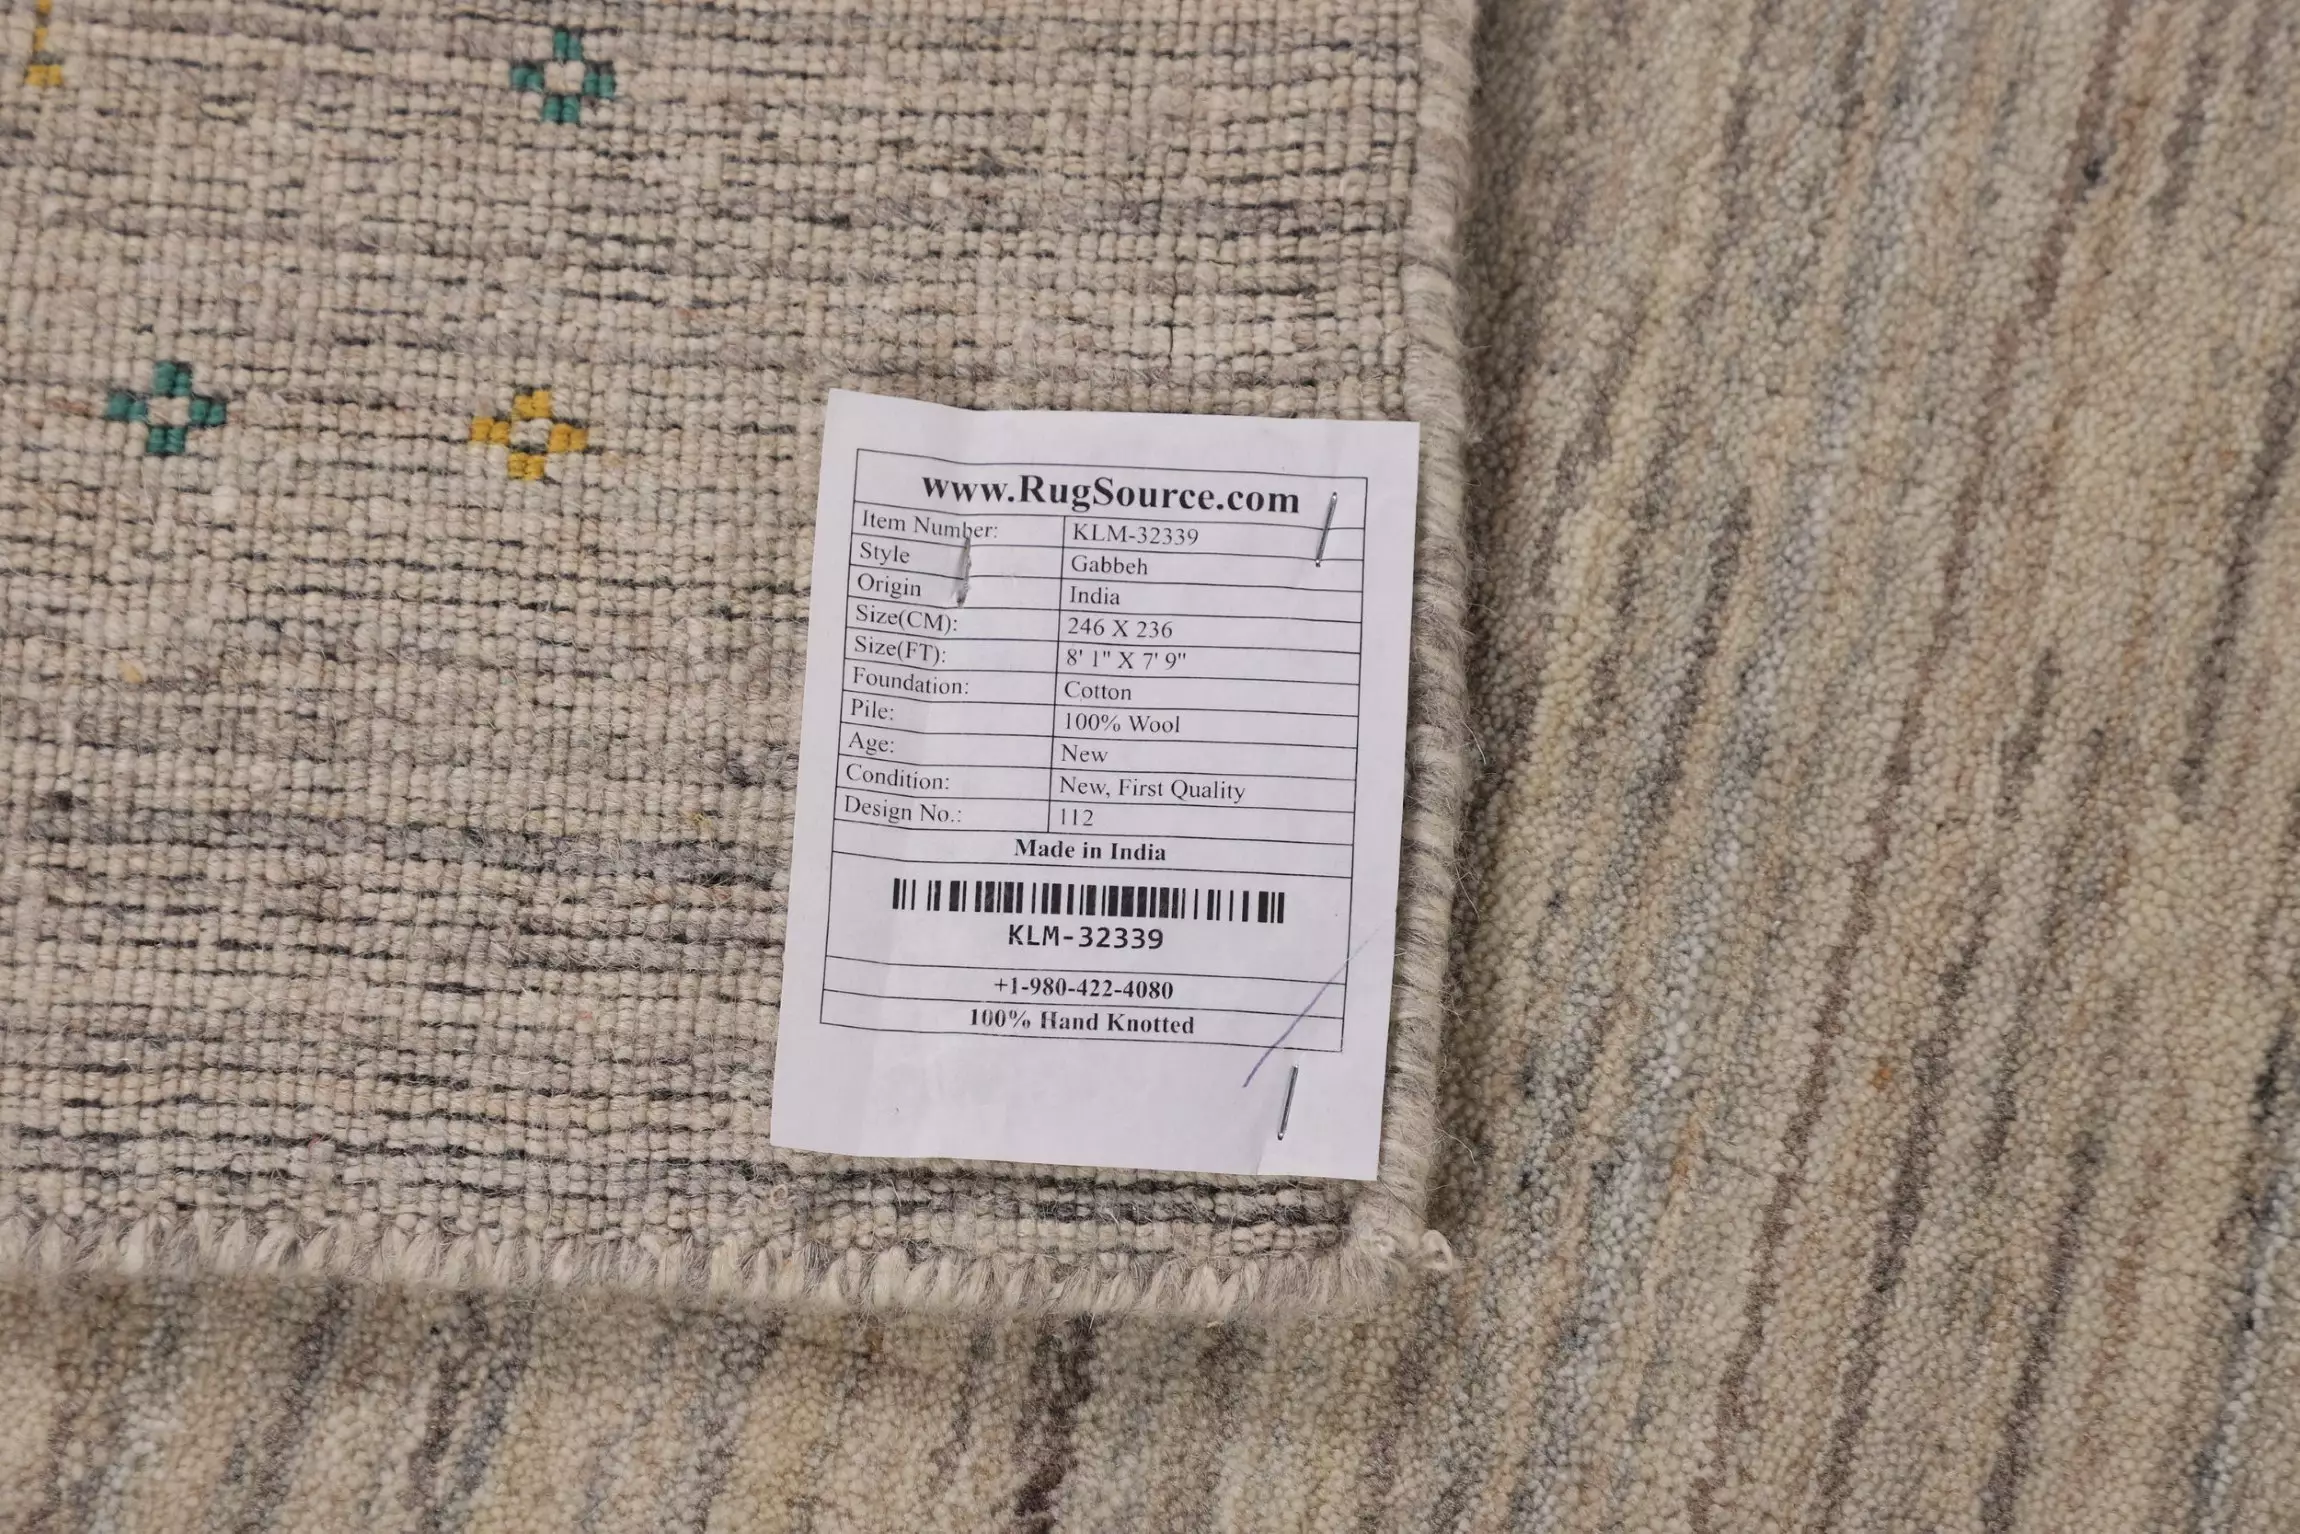 www.RugSource.com
Item Number: KLM-32339
Style Gabbeh
Origin India
Size(CM): 246 X 236
Size(FT): 8' 1" X 7' 9"
Foundation: Cotton
Pile: 100% Wool
Age: New
Condition: New, First Quality
Design No.: 112
Made in India
KLM-32339
+1-980-422-4080
100% Hand Knotted